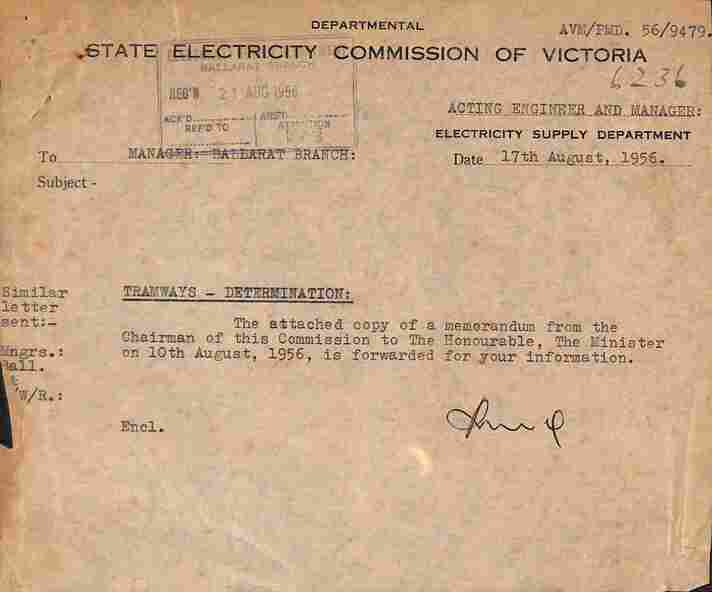 DEPARTMENTAL
AVM/PMD. 56/9479.
STATE ELECTRICITY COMMISSION OF VICTORIA
6236
BALLARAT BRANCH
REC'D 21 AUG 1956
ACK'D ANS'D
REF'D TO ATTENTION
ACTING ENGINEER AND MANAGER:
ELECTRICITY SUPPLY DEPARTMENT
To MANAGER: BALLARAT BRANCH:
Date 17th August, 1956.
Subject -
Similar
letter
sent:-
Mngrs.:
Ball.
&
'W/R.:
TRAMWAYS - DETERMINATION:
The attached copy of a memorandum from the
Chairman of this Commission to The Honourable, The Minister
on 10th August, 1956, is forwarded for your information.
Encl.